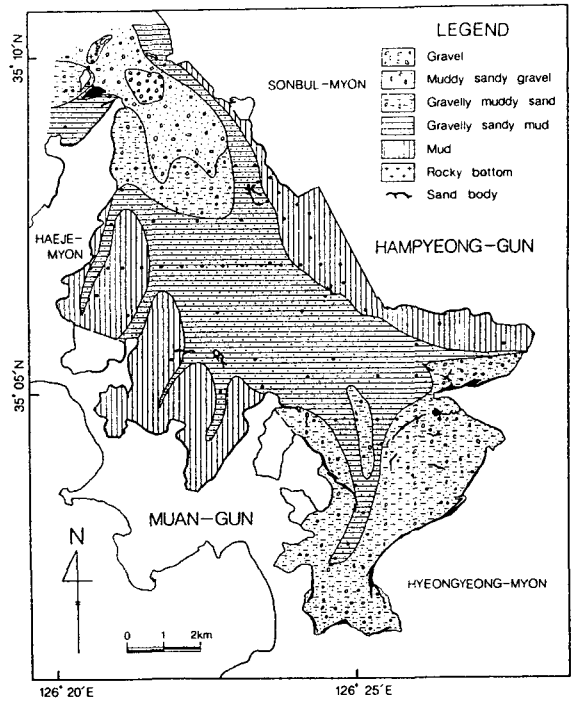 LEGEND
Gravel
Muddy sandy gravel
Gravelly muddy sand
Gravelly sandy mud
Mud
Rocky bottom
Sand body
35° 10′ N
SONBUL-MYON
HAEJE-
MYON
HAMPYEONG-GUN
35° 05′ N
MUAN-GUN
N
HYEONGYEONG-MYON
0 1 2km
126° 20′E
126° 25′E